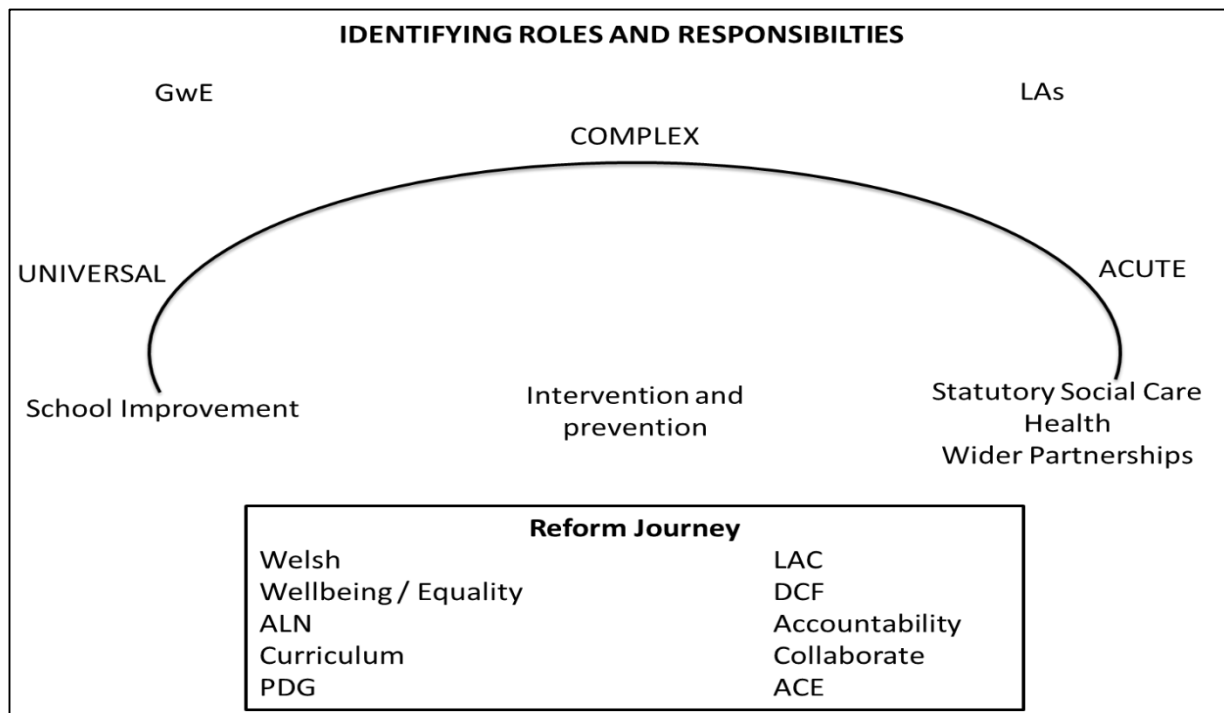 IDENTIFYING ROLES AND RESPONSIBILTIES
GwE
LAs
COMPLEX
UNIVERSAL
ACUTE
School Improvement
Intervention and
prevention
Statutory Social Care
Health
Wider Partnerships
Reform Journey
Welsh
Wellbeing / Equality
ALN
Curriculum
PDG
LAC
DCF
Accountability
Collaborate
ACE